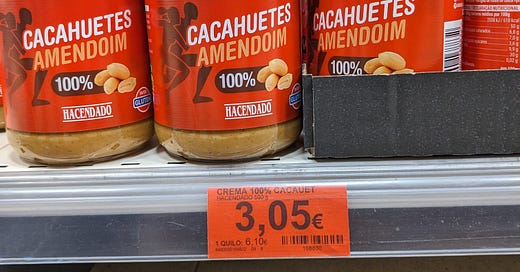 CACAHUETES
AMENDOIM
100%
HACENDADO
CACAHUETES
AMENDOIM
100%
HACENDADO
CACAHUETES
AMENDOIM
100%
CREMA 100% CACAUET
HACENDADO 500 g
3,05€
1 QUILO: 6,10€